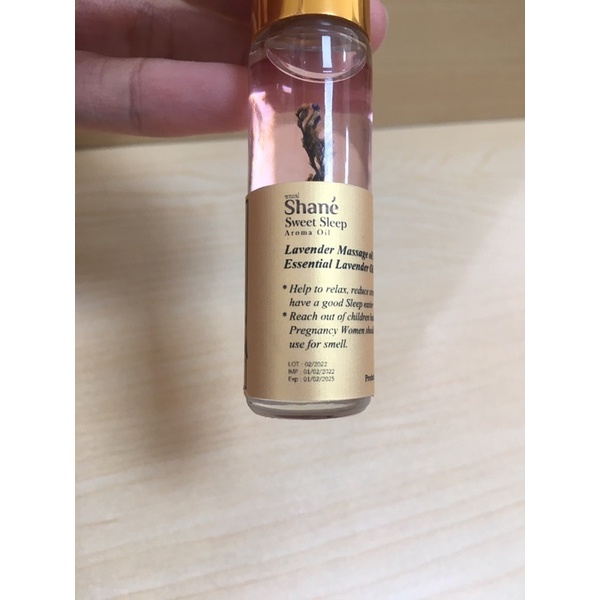 Shané
Sweet Sleep
Aroma Oil
Lavender Massage
Essential Lavender
* Help to relax, reduce
have a good Sleep
* Reach out of children
Pregnancy Women
use for smell.
LOT : 02/2022
MF : 01/02/2022
Exp : 01/02/2025